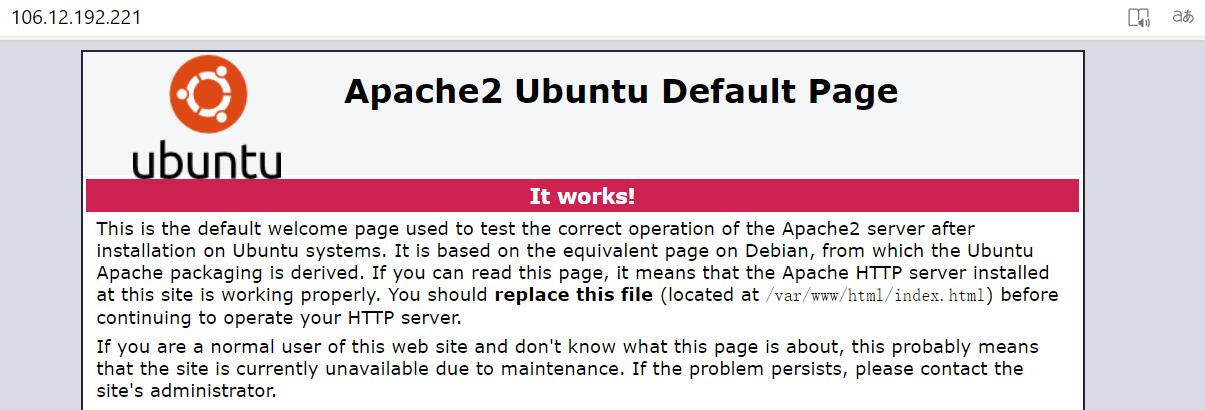 106.12.192.221
aあ
Apache2 Ubuntu Default Page
ubuntu
It works!
This is the default welcome page used to test the correct operation of the Apache2 server after
installation on Ubuntu systems. It is based on the equivalent page on Debian, from which the Ubuntu
Apache packaging is derived. If you can read this page, it means that the Apache HTTP server installed
at this site is working properly. You should replace this file (located at /var/www/html/index.html) before
continuing to operate your HTTP server.
If you are a normal user of this web site and don't know what this page is about, this probably means
that the site is currently unavailable due to maintenance. If the problem persists, please contact the
site's administrator.